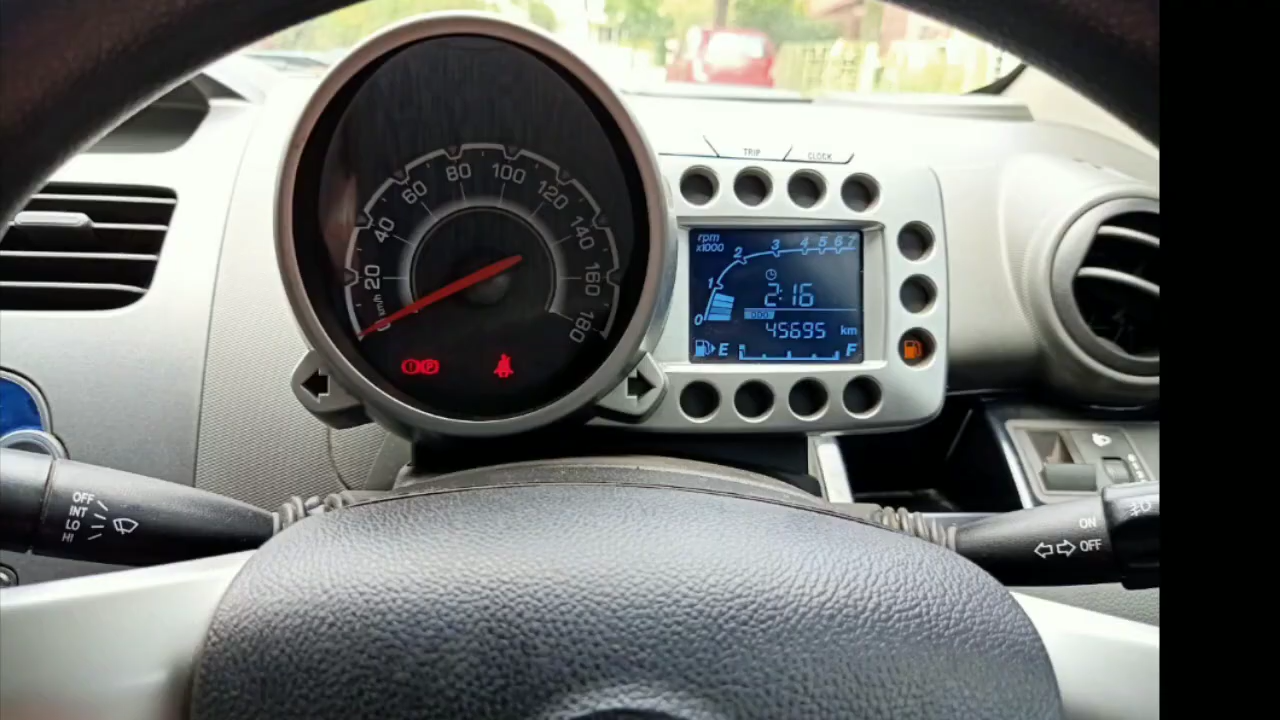 TRIP CLOCK
20 40 60 80 100 120 140 160 180
km/h
rpm
x1000
0 1 2 3 4 5 6 7
2:16
ODO
45695 km
E F
P
OFF
INT
LO
HI
ON
OFF